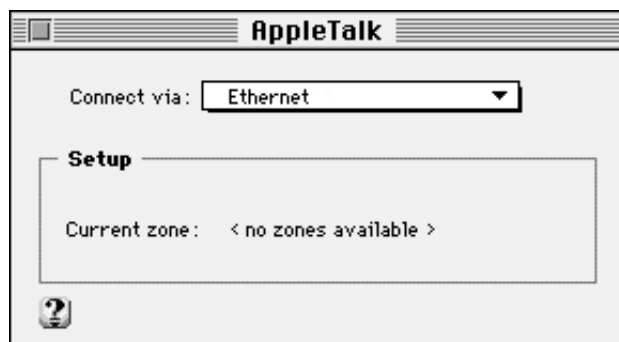 AppleTalk
Connect via: Ethernet
Setup
Current zone: < no zones available >
?